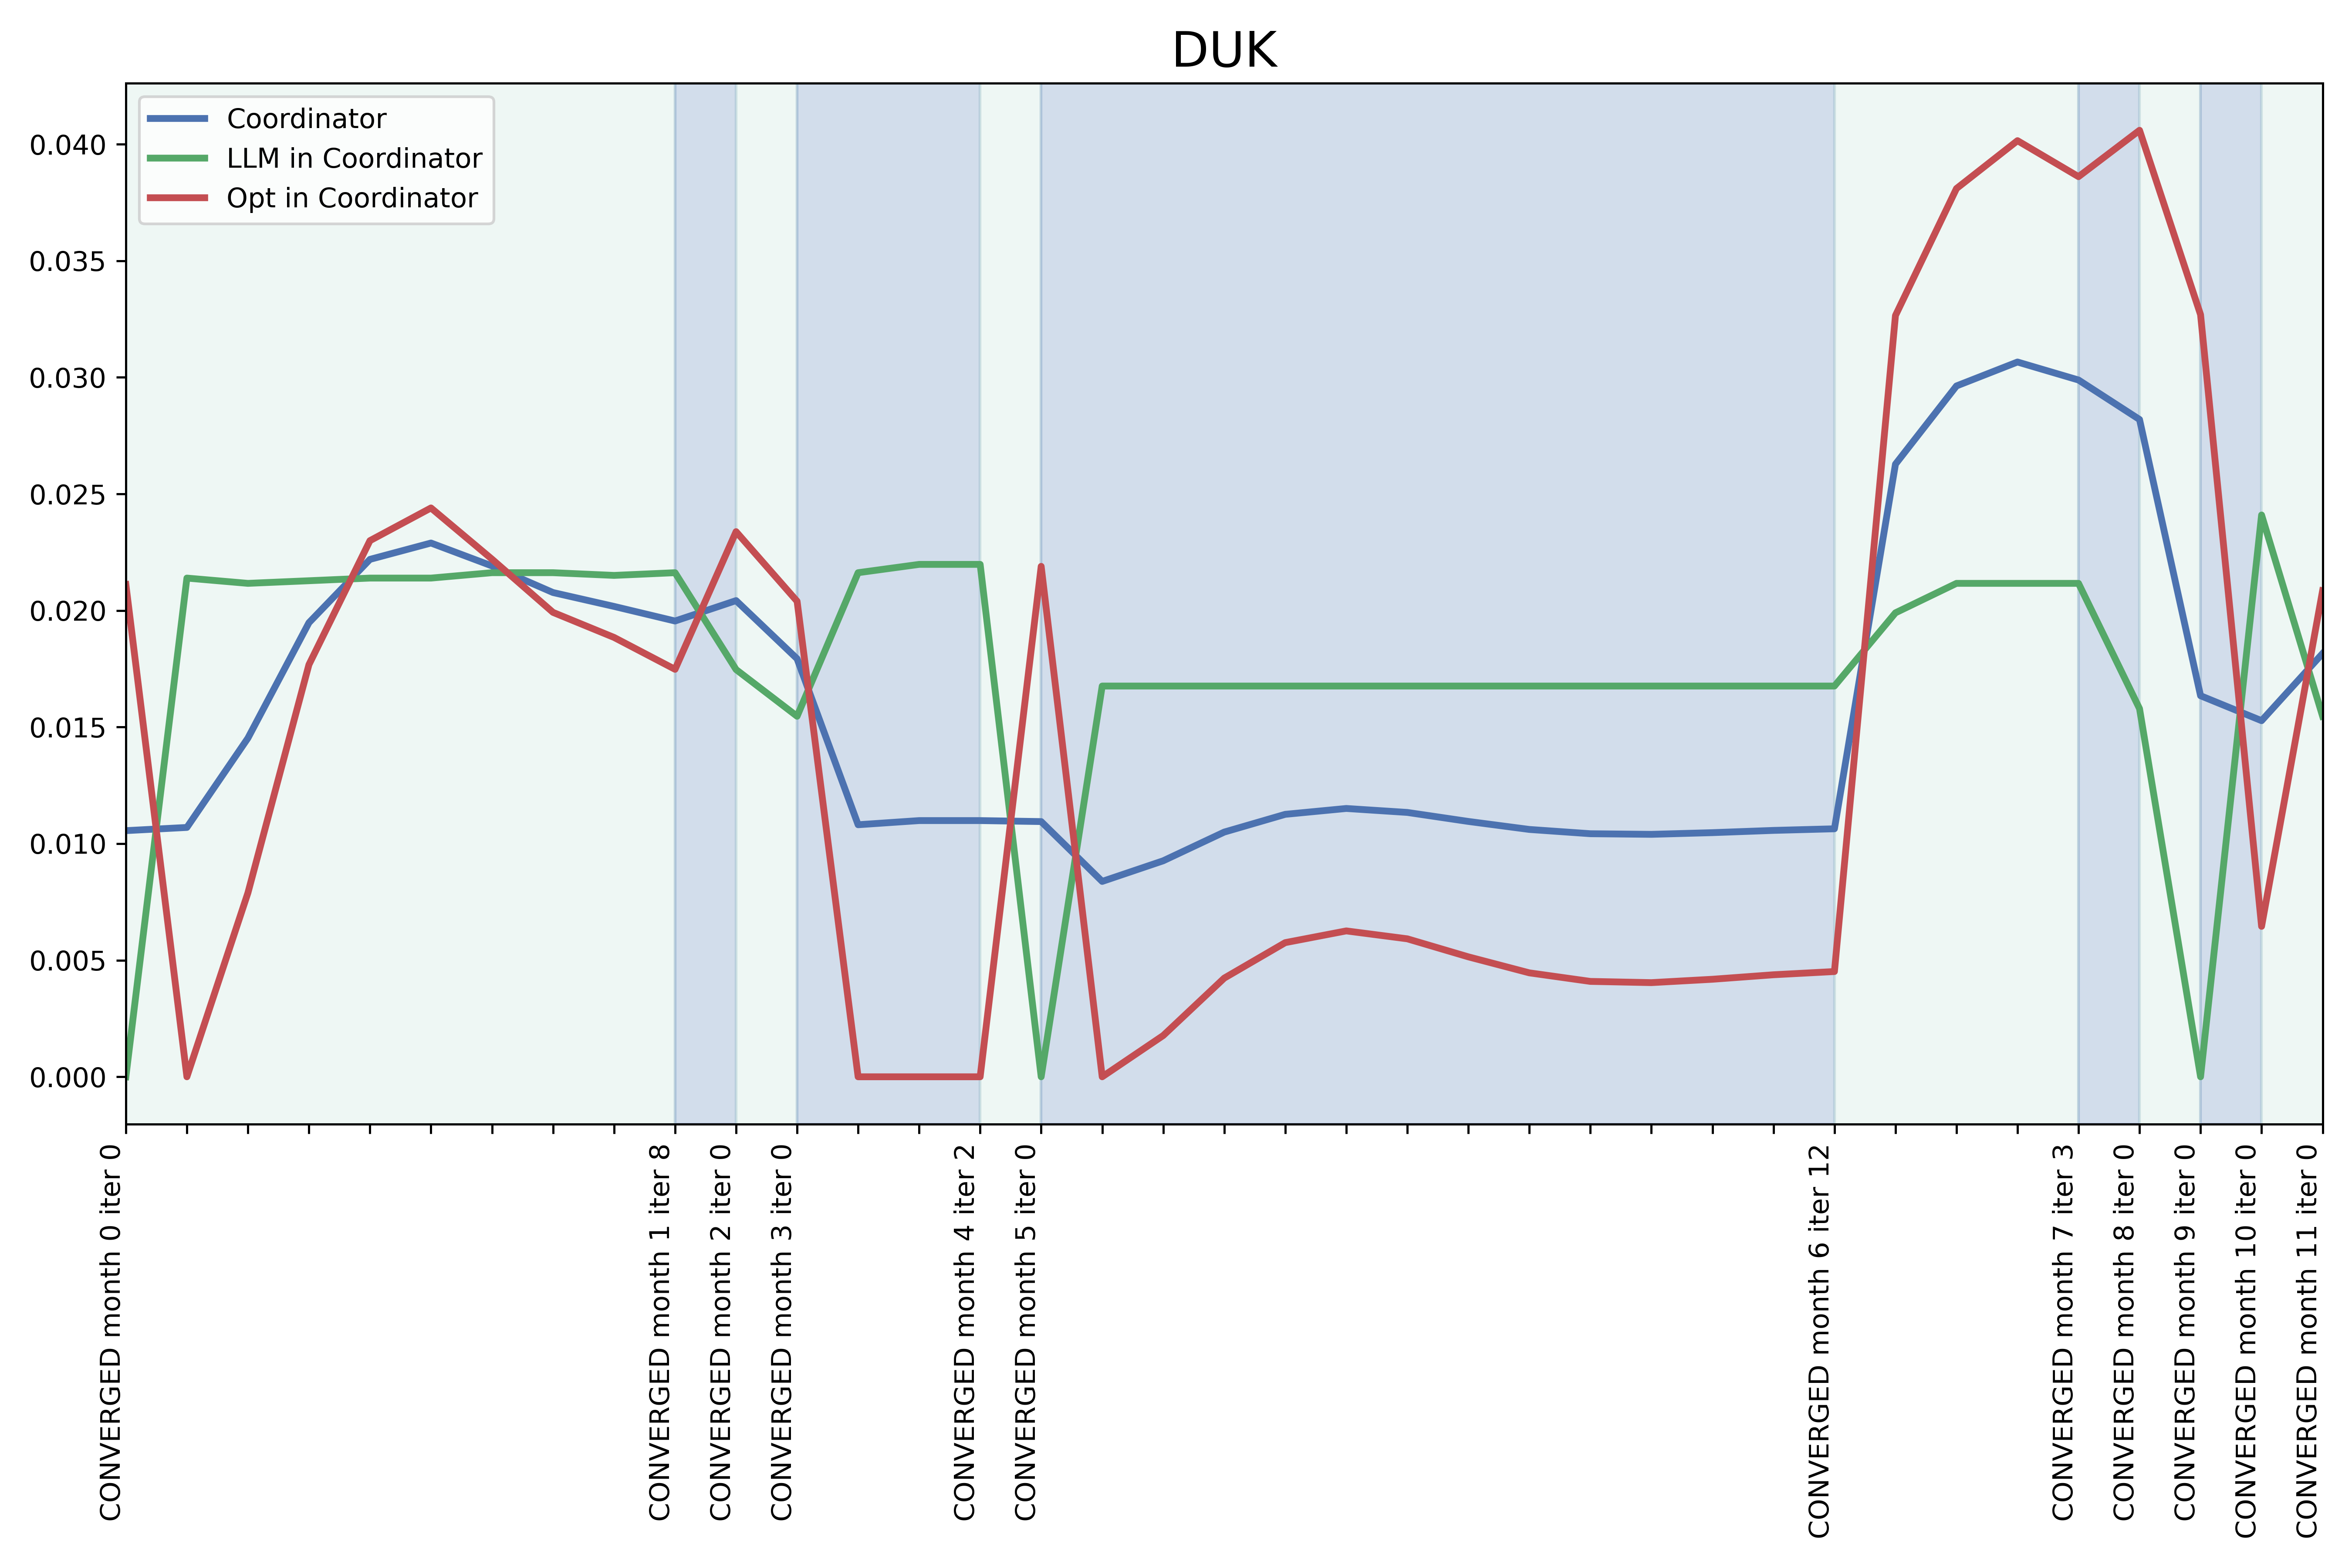 DUK
Coordinator
LLM in Coordinator
Opt in Coordinator
0.040
0.035
0.030
0.025
0.020
0.015
0.010
0.005
0.000
CONVERGED month 0 iter 0
CONVERGED month 1 iter 8
CONVERGED month 2 iter 0
CONVERGED month 3 iter 0
CONVERGED month 4 iter 2
CONVERGED month 5 iter 0
CONVERGED month 6 iter 12
CONVERGED month 7 iter 3
CONVERGED month 8 iter 0
CONVERGED month 9 iter 0
CONVERGED month 10 iter 0
CONVERGED month 11 iter 0